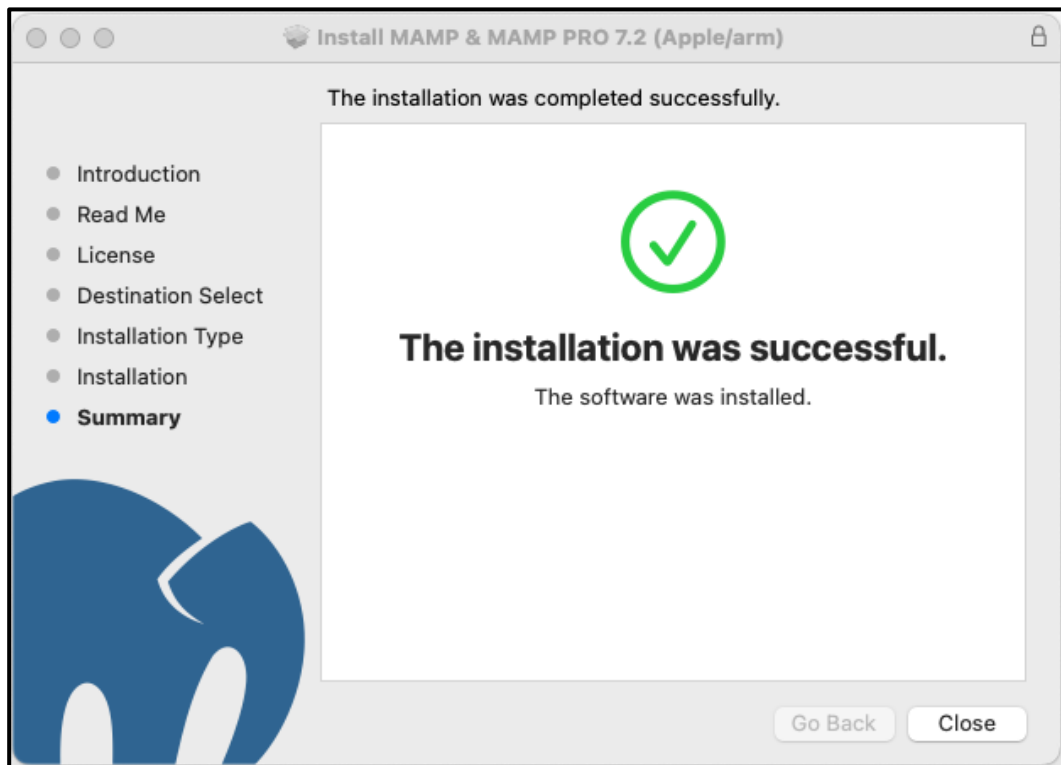 Install MAMP & MAMP PRO 7.2 (Apple/arm)
The installation was completed successfully.
Introduction
Read Me
License
Destination Select
Installation Type
Installation
Summary
The installation was successful.
The software was installed.
Go Back
Close